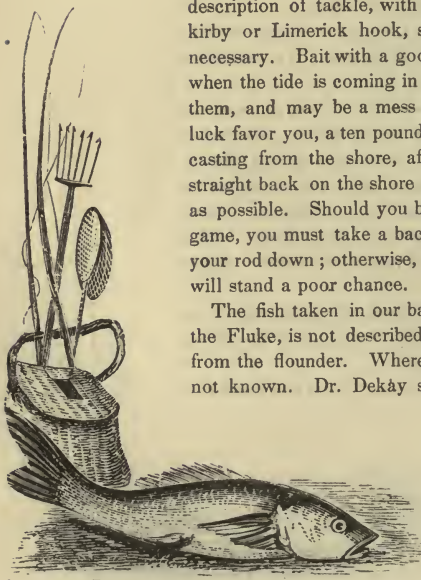 description of tackle, with
kirby or Limerick hook, s
necessary. Bait with a goo
when the tide is coming in
them, and may be a mess
luck favor you, a ten pound
casting from the shore, af
straight back on the shore
as possible. Should you b
game, you must take a bac
your rod down ; otherwise,
will stand a poor chance.
The fish taken in our ba
the Fluke, is not described
from the flounder. Where
not known. Dr. Dekay s